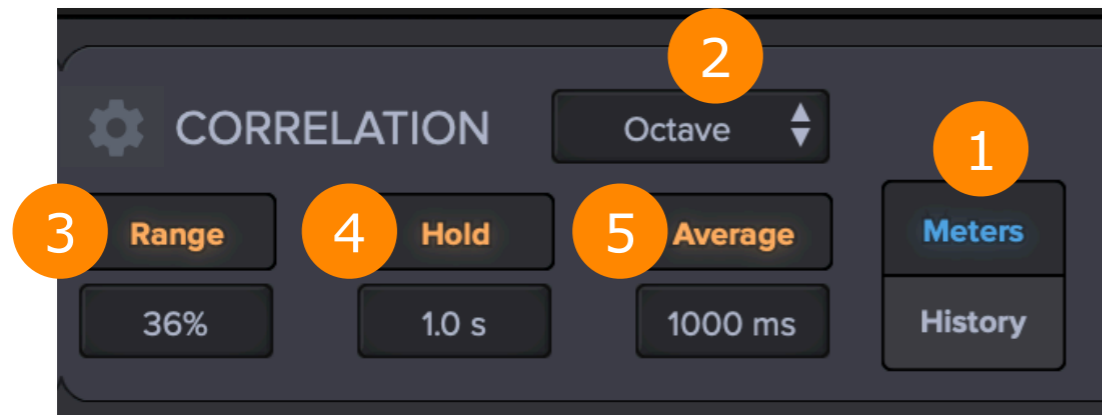 2
CORRELATION Octave
1
3 Range 4 Hold 5 Average Meters
36% 1.0 s 1000 ms History